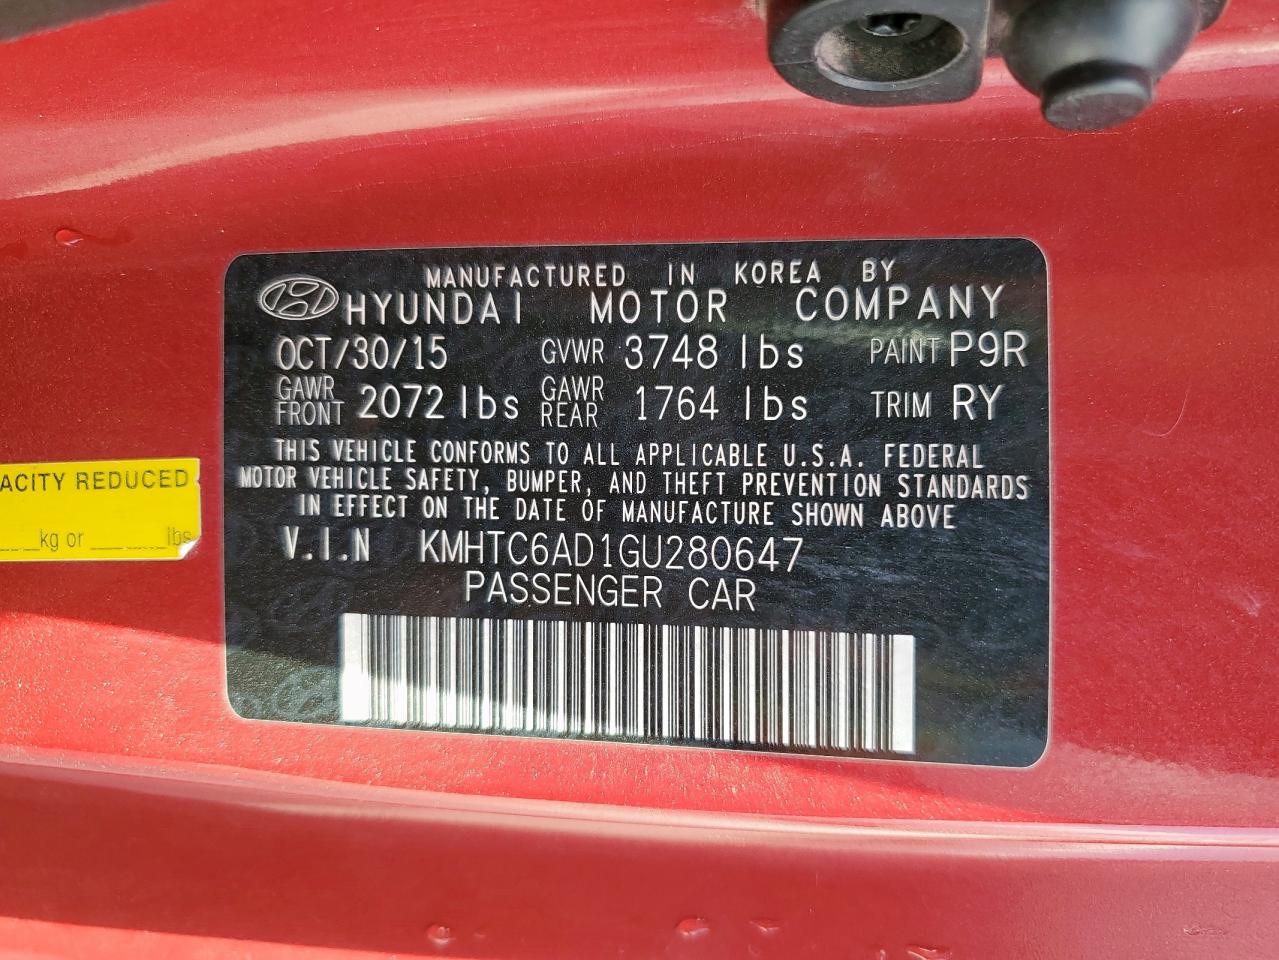 MANUFACTURED IN KOREA BY
HYUNDAI MOTOR COMPANY
OCT/30/15 GVWR 3748 lbs PAINT P9R
GAWR FRONT 2072 lbs GAWR REAR 1764 lbs TRIM RY
THIS VEHICLE CONFORMS TO ALL APPLICABLE U.S.A. FEDERAL
MOTOR VEHICLE SAFETY, BUMPER, AND THEFT PREVENTION STANDARDS
IN EFFECT ON THE DATE OF MANUFACTURE SHOWN ABOVE
V.I.N KMHTC6AD1GU280647
PASSENGER CAR
ACITY REDUCED
kg or lbs